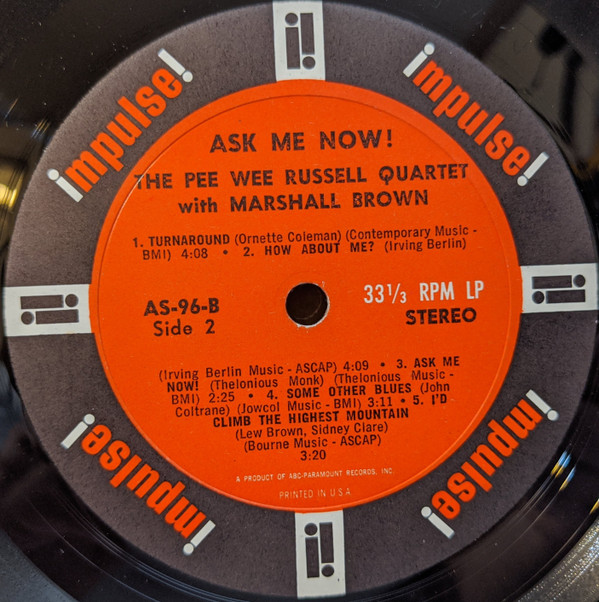 impulse!
impulse!
ASK ME NOW!
THE PEE WEE RUSSELL QUARTET
with MARSHALL BROWN
1. TURNAROUND (Ornette Coleman) (Contemporary Music -
BMI) 4:08 • 2. HOW ABOUT ME? (Irving Berlin)
AS-96-B
Side 2
33 1/3 RPM LP
STEREO
(Irving Berlin Music - ASCAP) 4:09 • 3. ASK ME
NOW! (Thelonious Monk) (Thelonious Music -
BMI) 2:25 • 4. SOME OTHER BLUES (John
Coltrane) (Jowcol Music - BMI) 3:11 • 5. I'D
CLIMB THE HIGHEST MOUNTAIN
(Lew Brown, Sidney Clare)
(Bourne Music - ASCAP)
3:20
A PRODUCT OF ABC-PARAMOUNT RECORDS, INC.
PRINTED IN U.S.A.
impulse!
impulse!